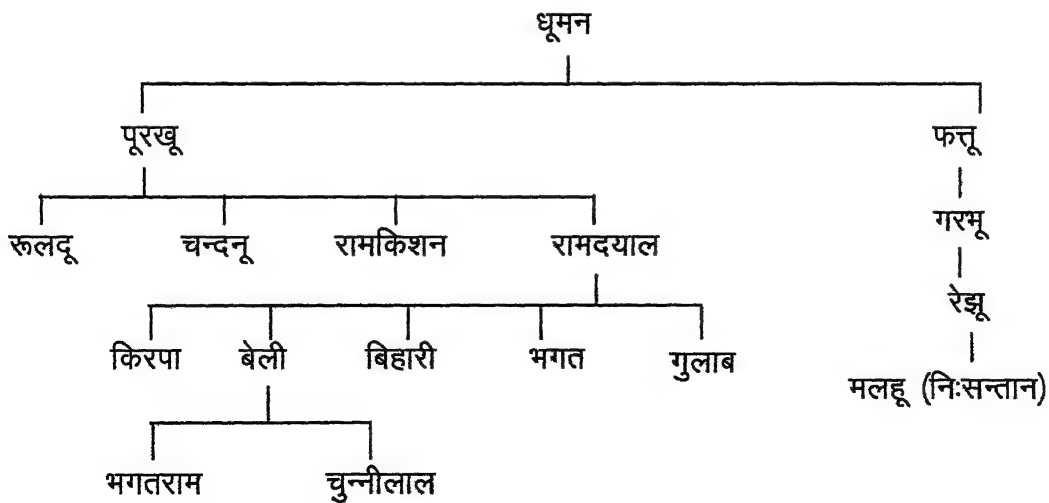 धूमन
पूरखू फत्तू
रूलदू चन्दनू रामकिशन रामदयाल गरभू
रेझू
किरपा बेली बिहारी भगत गुलाब
मलहू (निःसन्तान)
भगतराम चुन्नीलाल